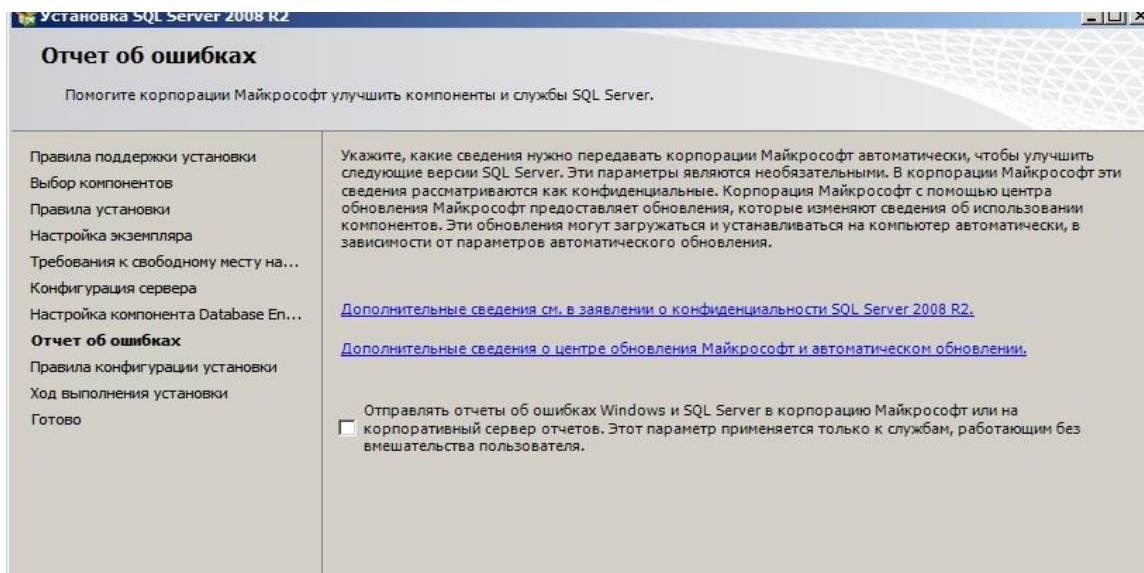 Установка SQL Server 2008 R2
Отчет об ошибках
Помогите корпорации Майкрософт улучшить компоненты и службы SQL Server.
Правила поддержки установки
Выбор компонентов
Правила установки
Настройка экземпляра
Требования к свободному месту на...
Конфигурация сервера
Настройка компонента Database En...
Отчет об ошибках
Правила конфигурации установки
Ход выполнения установки
Готово
Укажите, какие сведения нужно передавать корпорации Майкрософт автоматически, чтобы улучшить
следующие версии SQL Server. Эти параметры являются необязательными. В корпорации Майкрософт эти
сведения рассматриваются как конфиденциальные. Корпорация Майкрософт с помощью центра
обновления Майкрософт предоставляет обновления, которые изменяют сведения об использовании
компонентов. Эти обновления могут загружаться и устанавливаться на компьютер автоматически, в
зависимости от параметров автоматического обновления.
Дополнительные сведения см. в заявлении о конфиденциальности SQL Server 2008 R2.
Дополнительные сведения о центре обновления Майкрософт и автоматическом обновлении.
Отправлять отчеты об ошибках Windows и SQL Server в корпорацию Майкрософт или на
корпоративный сервер отчетов. Этот параметр применяется только к службам, работающим без
вмешательства пользователя.